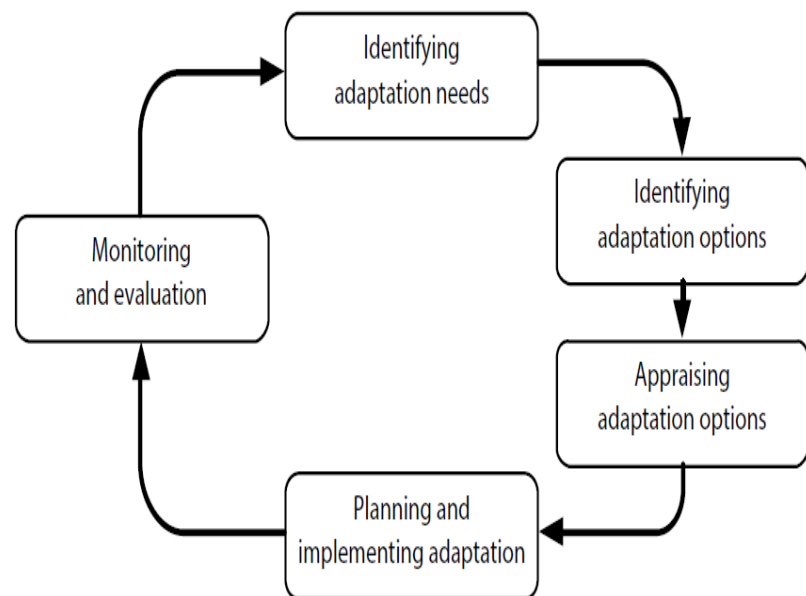 Identifying
adaptation needs
Identifying
adaptation options
Appraising
adaptation options
Planning and
implementing adaptation
Monitoring
and evaluation